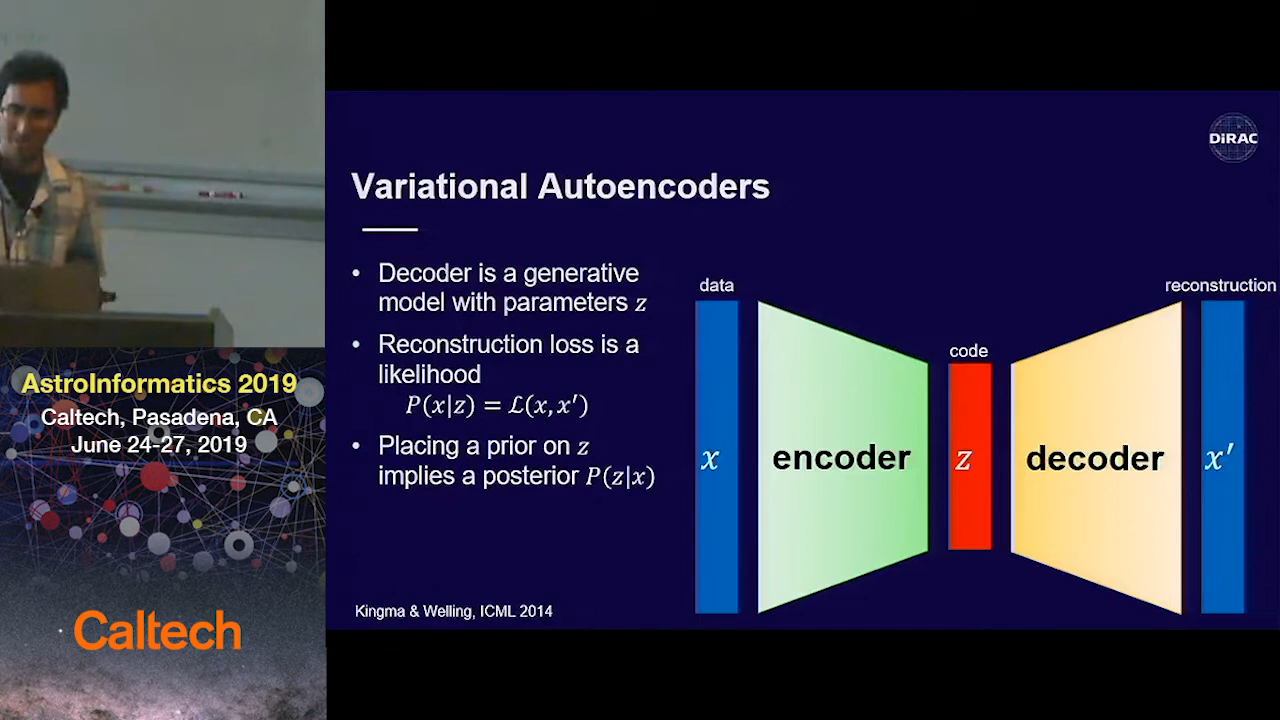 DiRAC
Variational Autoencoders
• Decoder is a generative
model with parameters z
• Reconstruction loss is a
likelihood
P(x|z) = ℒ(x, x′)
• Placing a prior on z
implies a posterior P(z|x)
Kingma & Welling, ICML 2014
data
x
encoder
code
z
decoder
reconstruction
x′
AstroInformatics 2019
Caltech, Pasadena, CA
June 24-27, 2019
Caltech